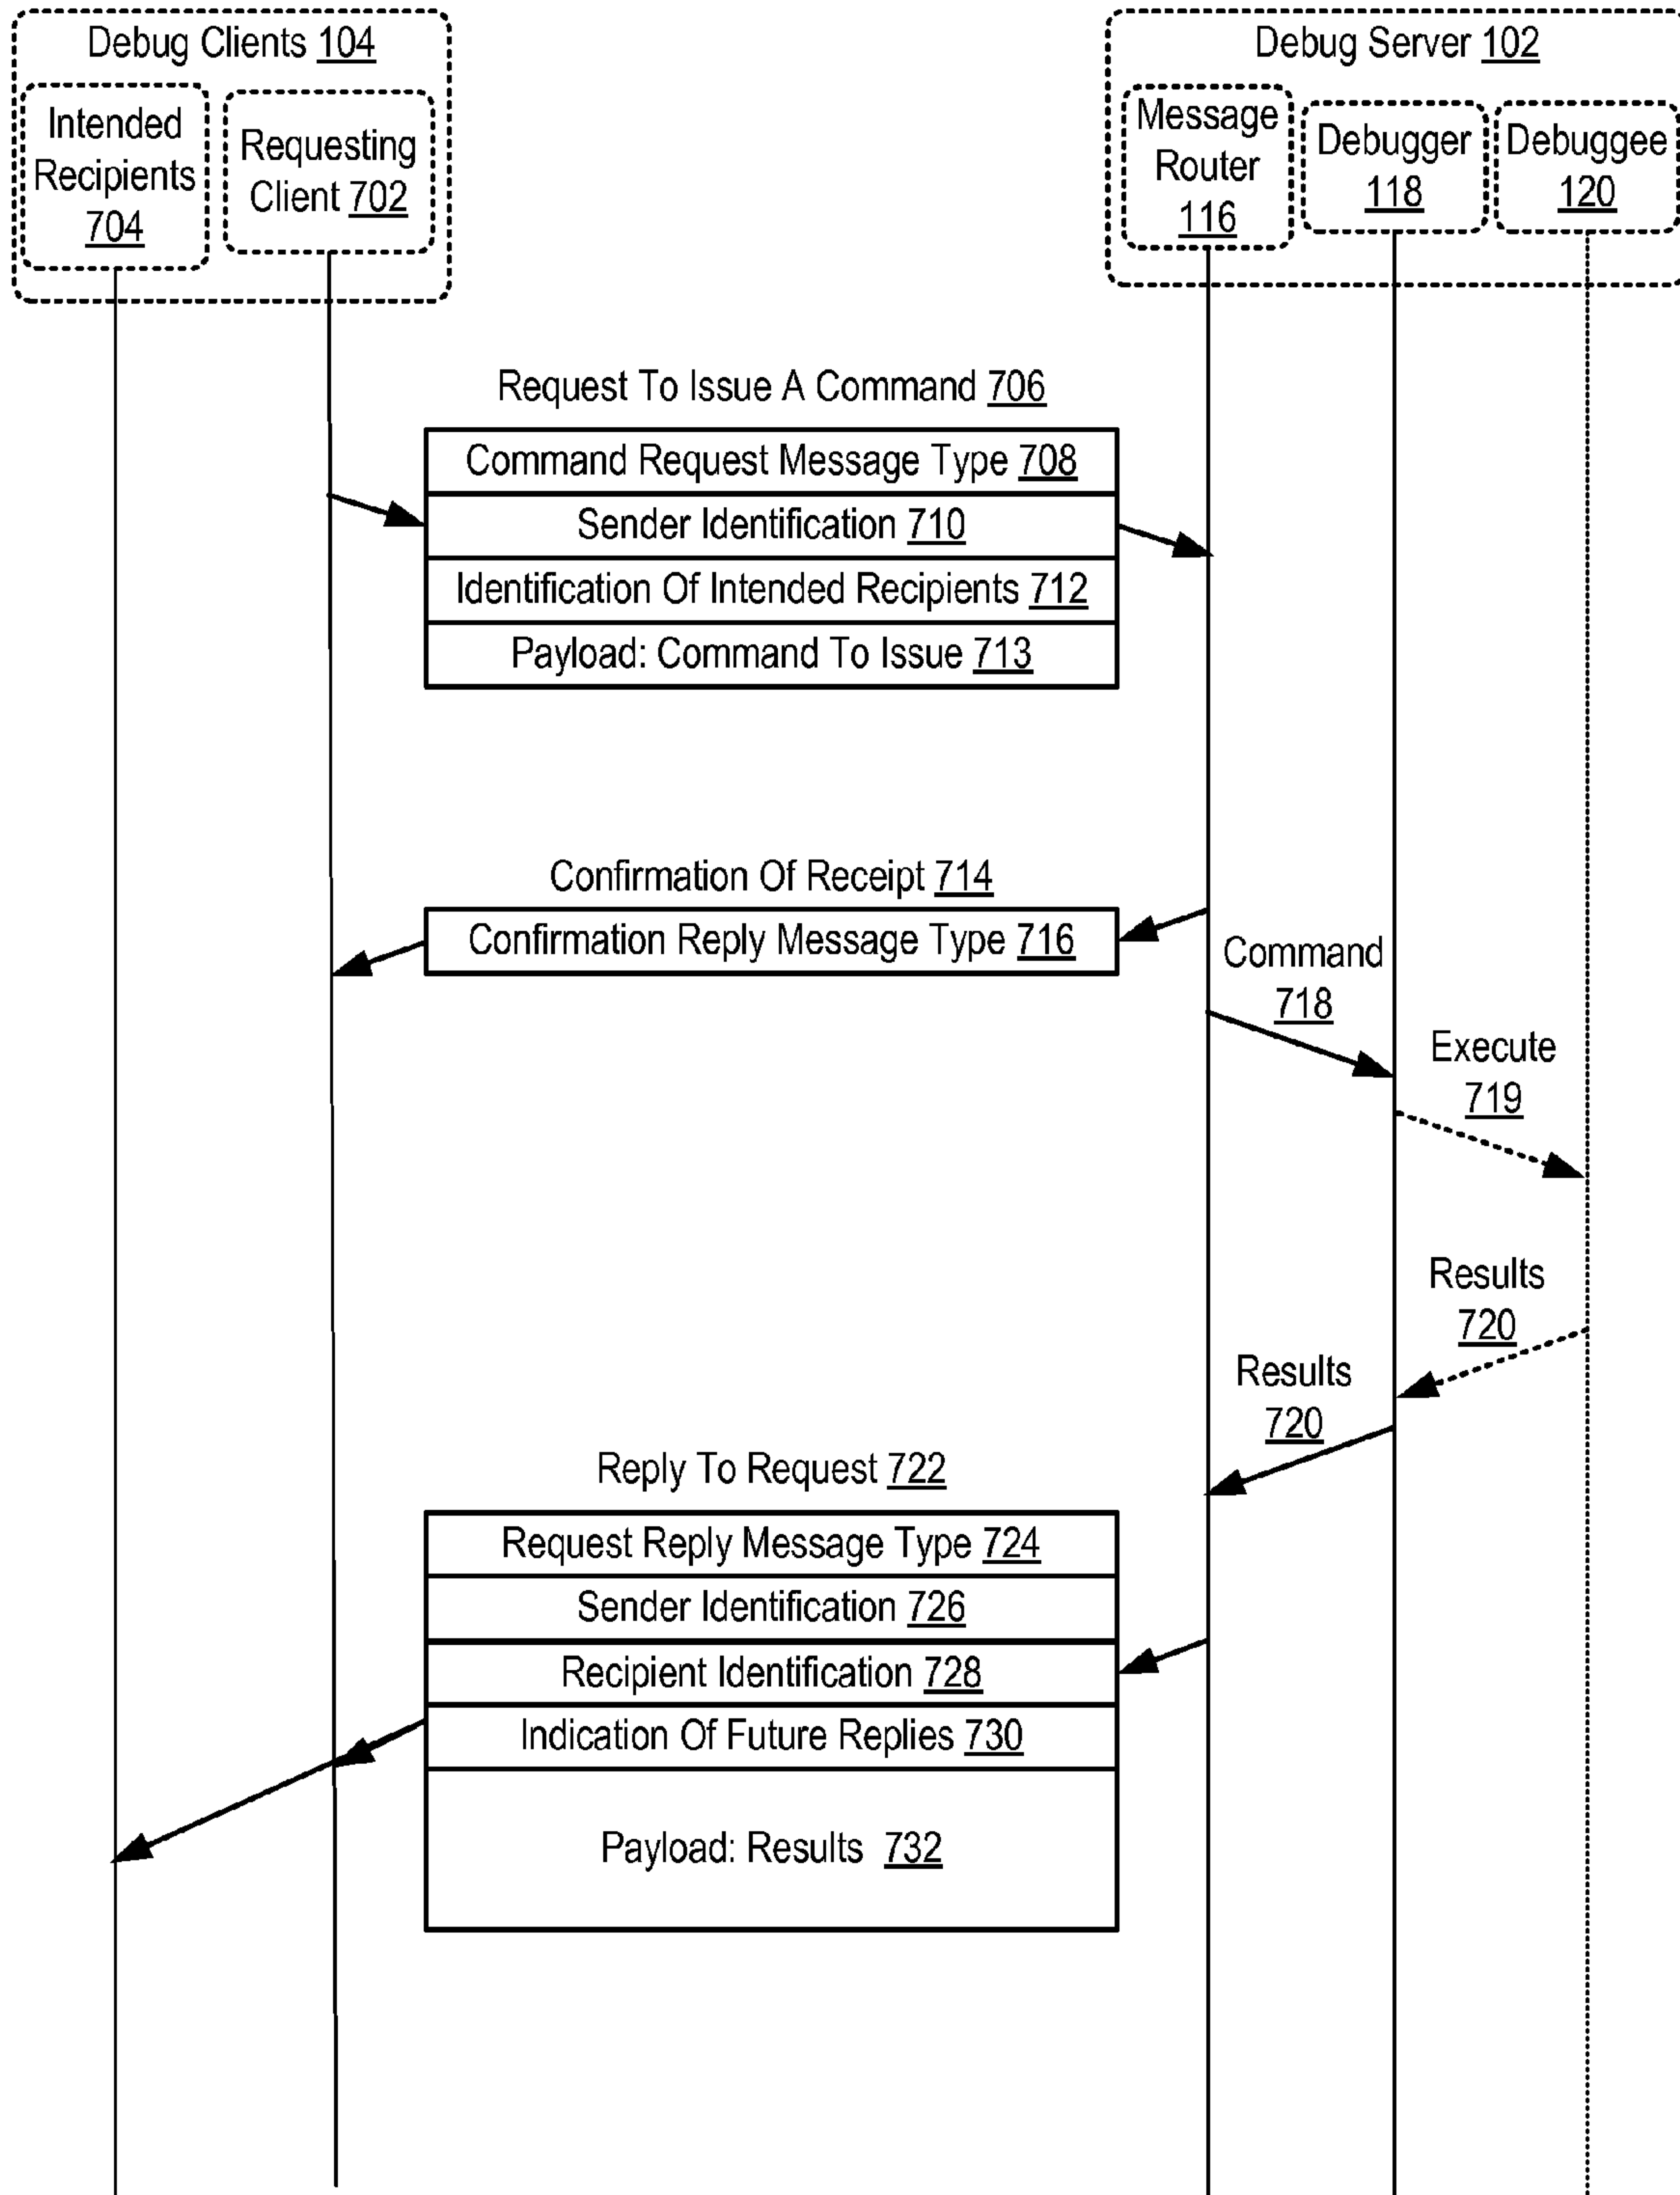 Debug Clients 104
Intended
Recipients
704
Requesting
Client 702
Debug Server 102
Message
Router
116
Debugger
118
Debuggee
120
Request To Issue A Command 706
Command Request Message Type 708
Sender Identification 710
Identification Of Intended Recipients 712
Payload: Command To Issue 713
Confirmation Of Receipt 714
Confirmation Reply Message Type 716
Command
718
Execute
719
Results
720
Results
720
Reply To Request 722
Request Reply Message Type 724
Sender Identification 726
Recipient Identification 728
Indication Of Future Replies 730
Payload: Results 732